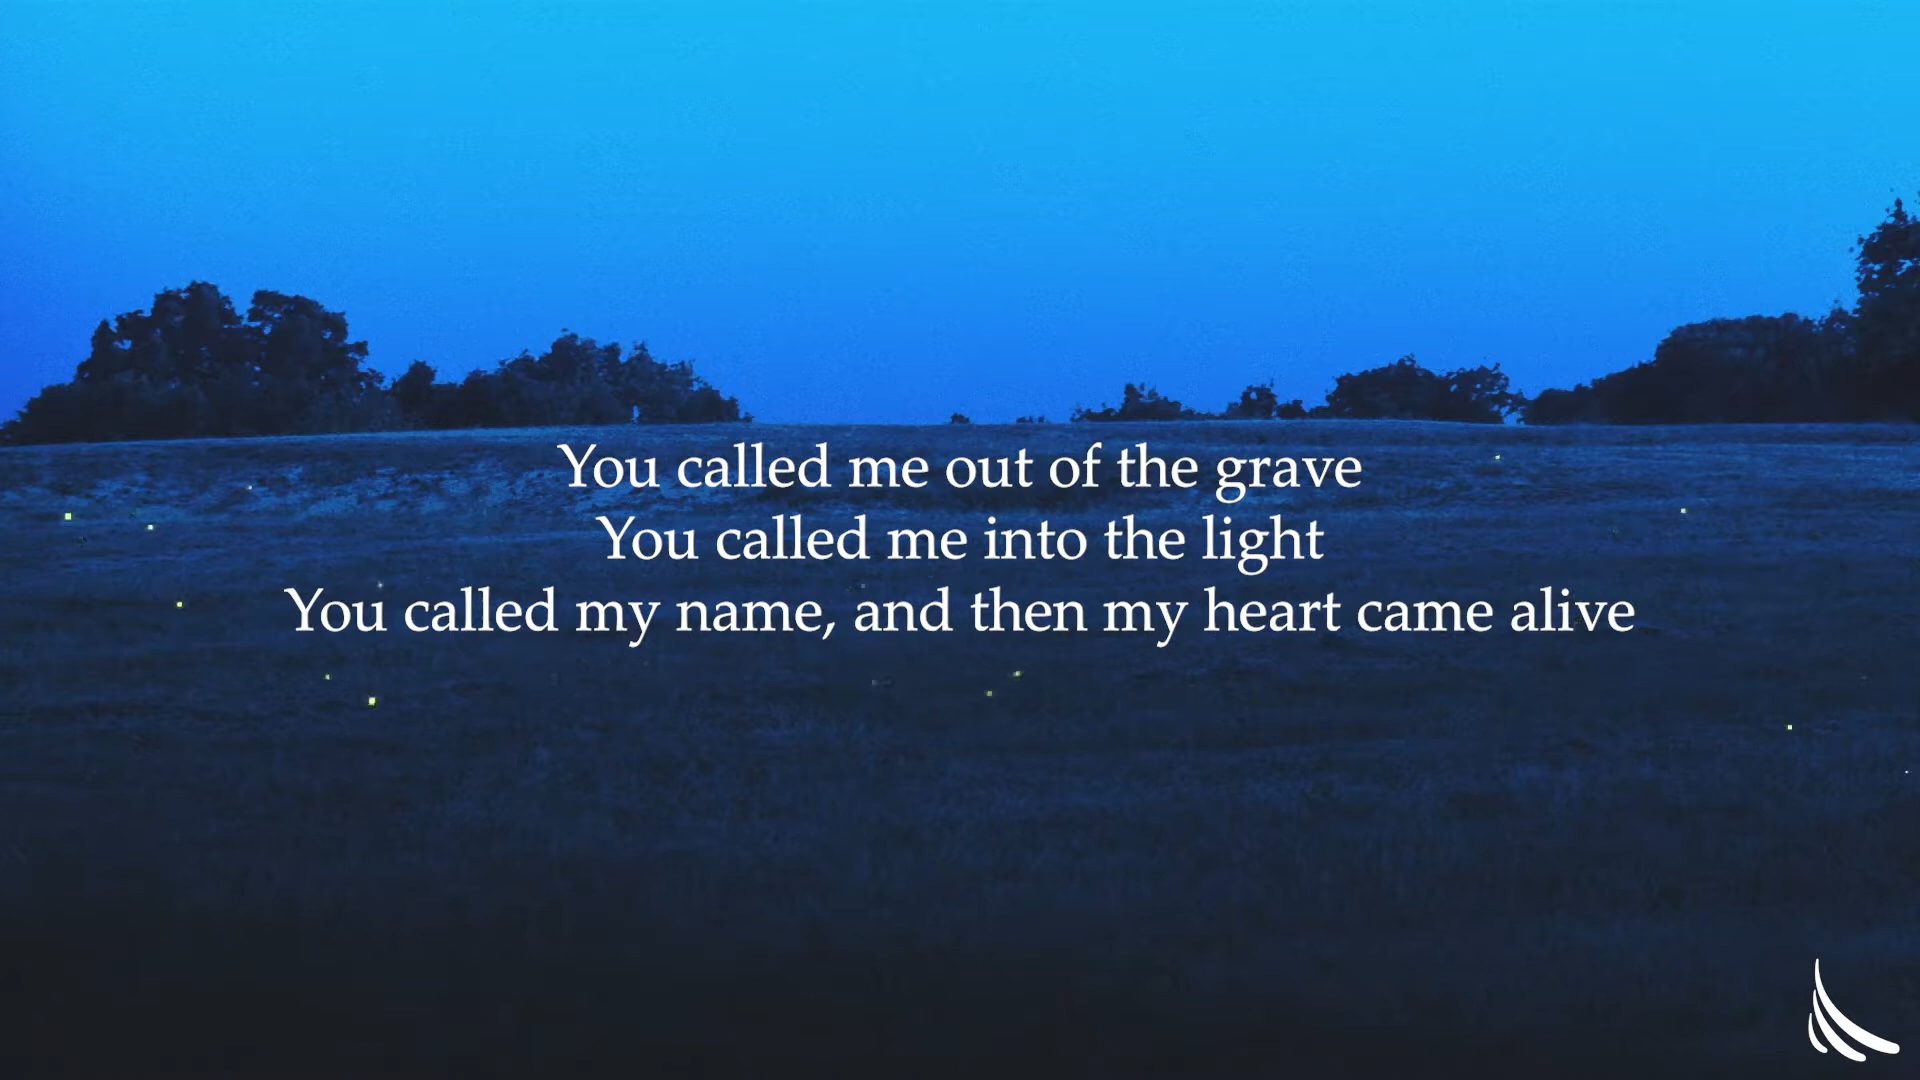 You called me out of the grave
You called me into the light
You called my name, and then my heart came alive